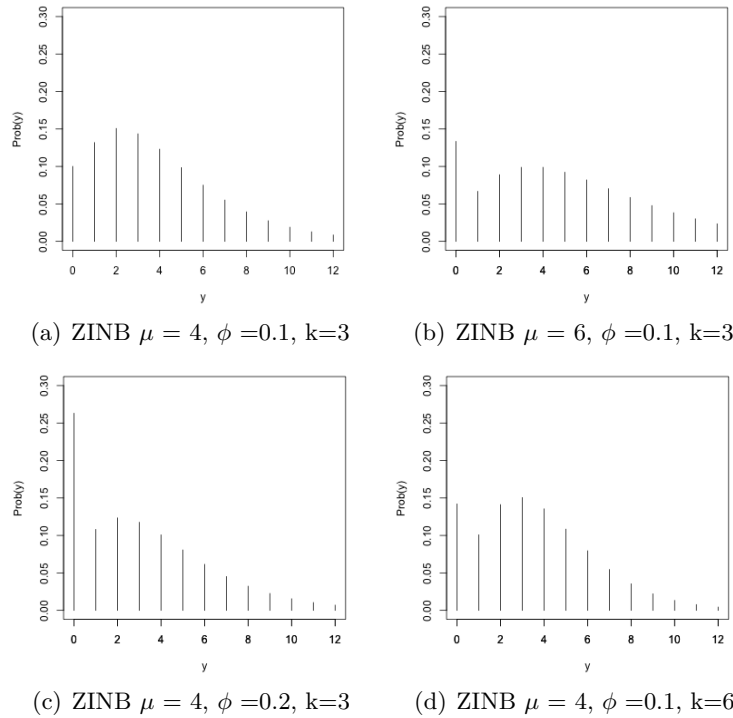 0.30
0.25
0.20
0.15
0.10
0.05
0.00
Prob(y)
0 2 4 6 8 10 12
y
(a) ZINB μ = 4, φ =0.1, k=3
0.30
0.25
0.20
0.15
0.10
0.05
0.00
Prob(y)
0 2 4 6 8 10 12
y
(b) ZINB μ = 6, φ =0.1, k=3
0.30
0.25
0.20
0.15
0.10
0.05
0.00
Prob(y)
0 2 4 6 8 10 12
y
(c) ZINB μ = 4, φ =0.2, k=3
0.30
0.25
0.20
0.15
0.10
0.05
0.00
Prob(y)
0 2 4 6 8 10 12
y
(d) ZINB μ = 4, φ =0.1, k=6